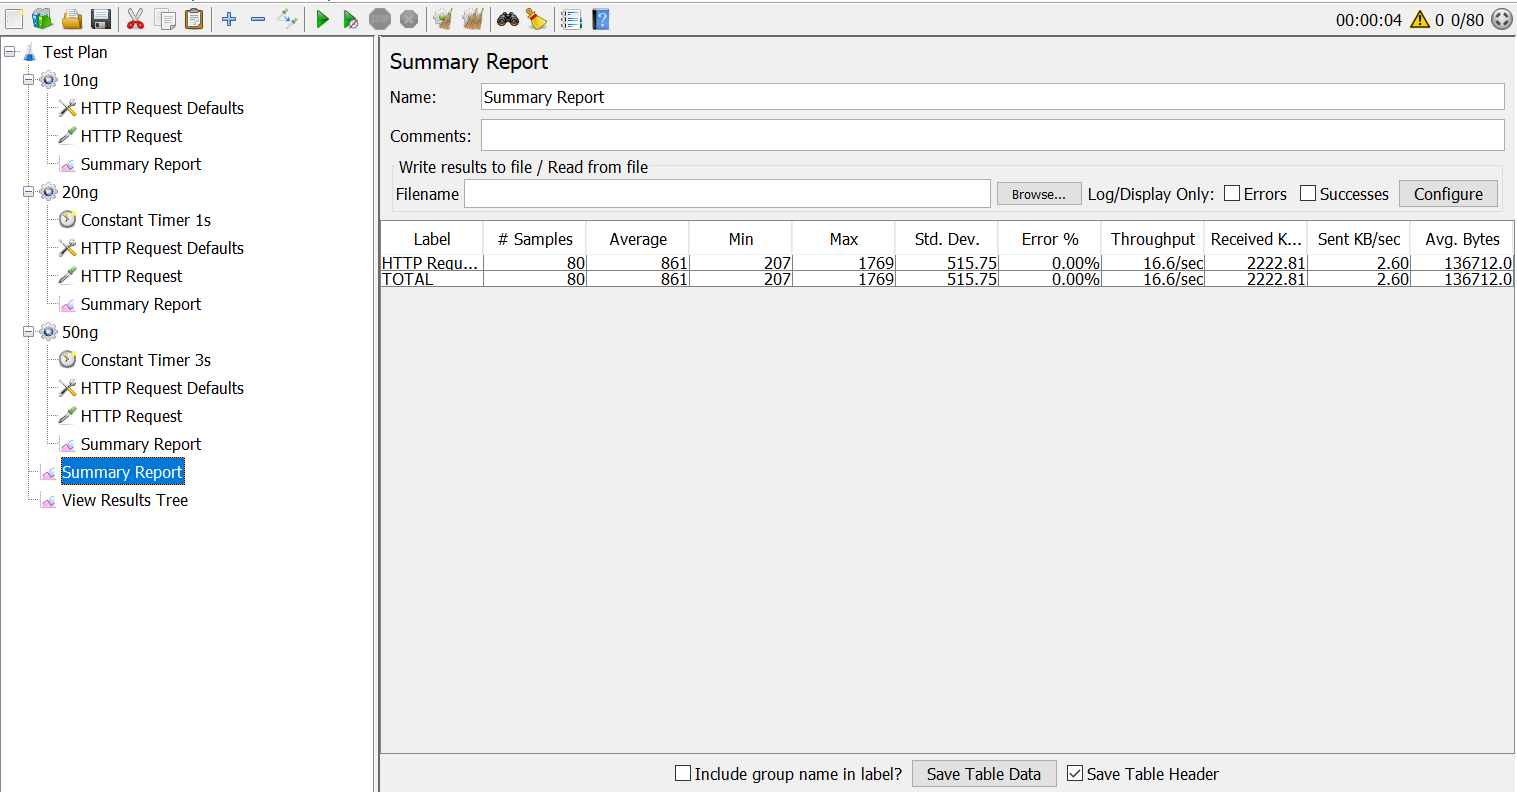 00:00:04 0 0/80
Test Plan
10ng
HTTP Request Defaults
HTTP Request
Summary Report
20ng
Constant Timer 1s
HTTP Request Defaults
HTTP Request
Summary Report
50ng
Constant Timer 3s
HTTP Request Defaults
HTTP Request
Summary Report
Summary Report
View Results Tree
Summary Report
Name: Summary Report
Comments:
Write results to file / Read from file
Filename Browse... Log/Display Only: Errors Successes Configure
Label # Samples Average Min Max Std. Dev. Error % Throughput Received K... Sent KB/sec Avg. Bytes
HTTP Requ... 80 861 207 1769 515.75 0.00% 16.6/sec 2222.81 2.60 136712.0
TOTAL 80 861 207 1769 515.75 0.00% 16.6/sec 2222.81 2.60 136712.0
Include group name in label? Save Table Data Save Table Header